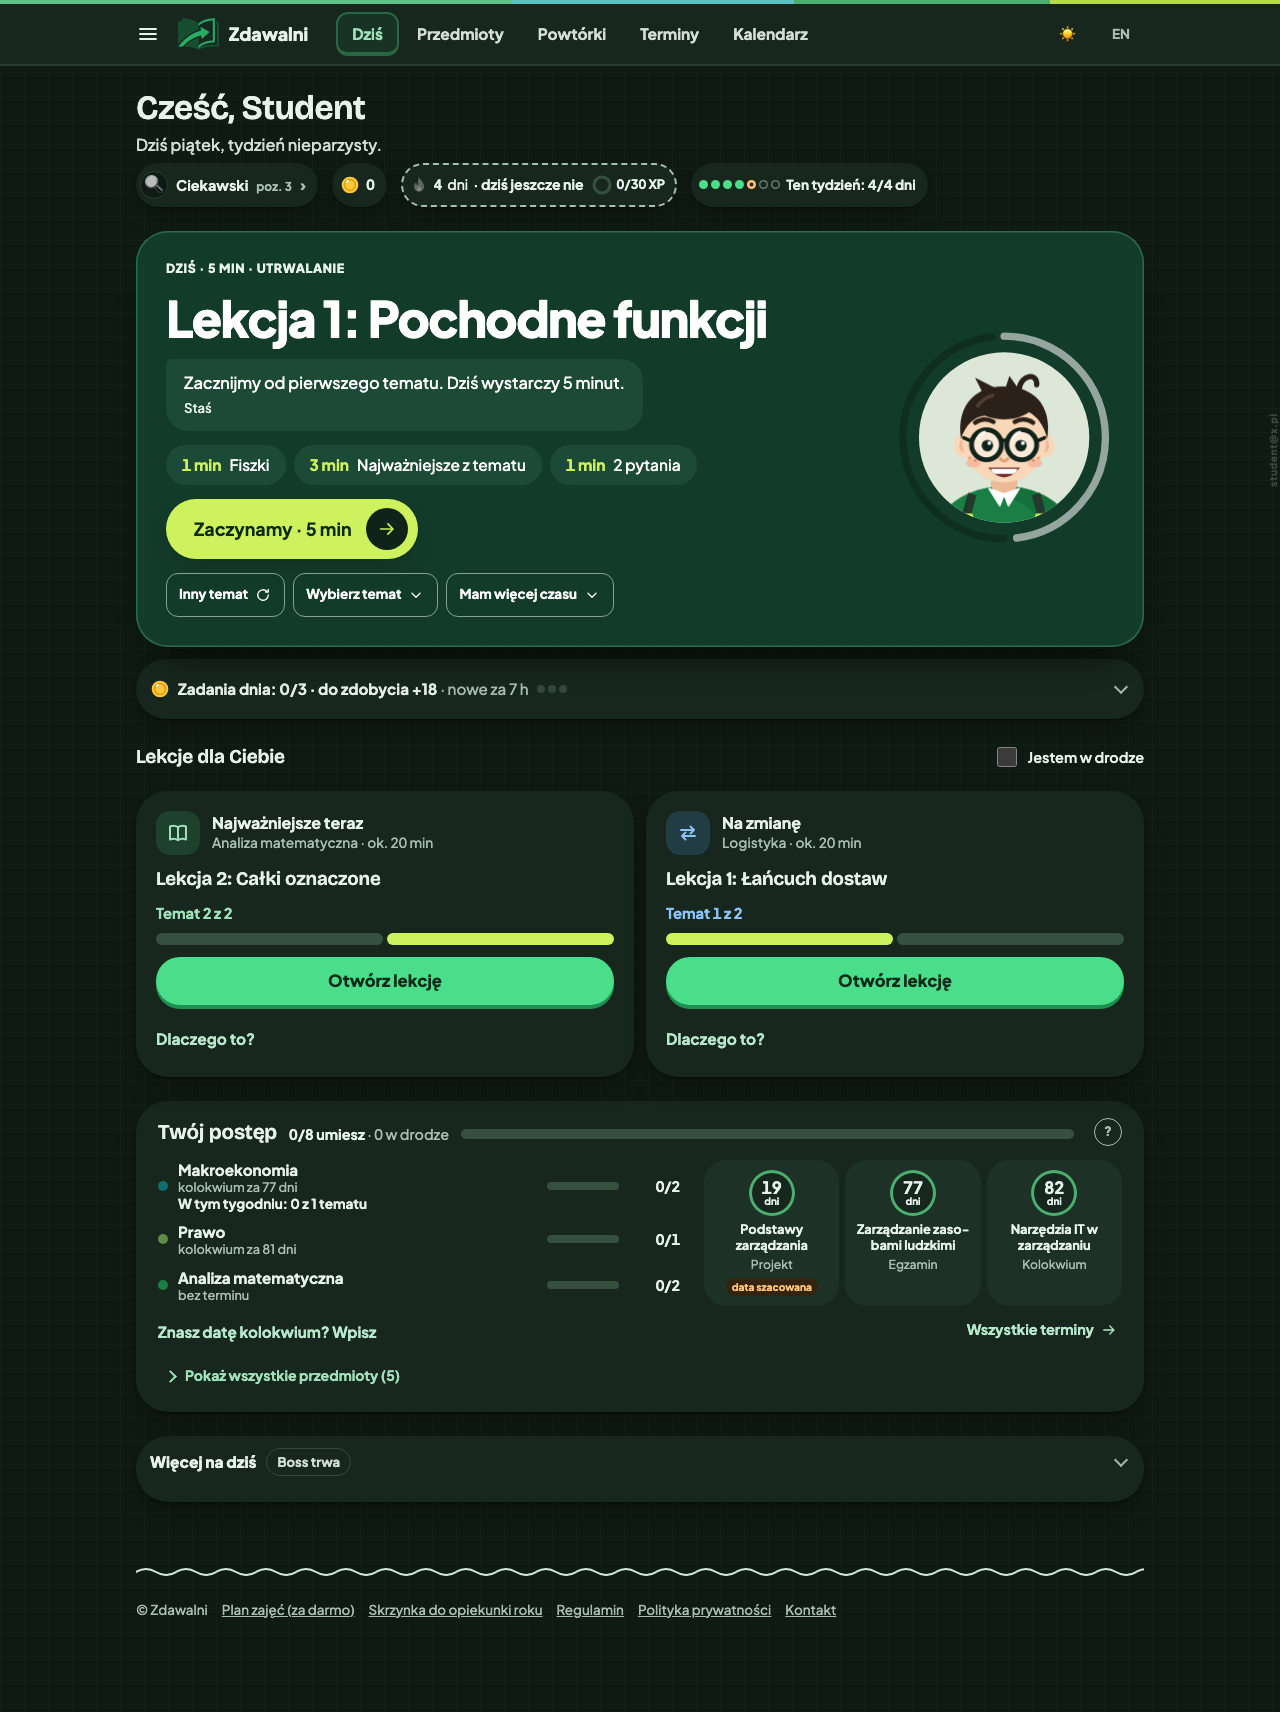 Zdawalni
Dziś
Przedmioty
Powtórki
Terminy
Kalendarz
EN
Cześć, Student
Dziś piątek, tydzień nieparzysty.
Ciekawski poz. 3 ›
0
4 dni · dziś jeszcze nie 0/30 XP
Ten tydzień: 4/4 dni
DZIŚ · 5 MIN · UTRWALANIE
Lekcja 1: Pochodne funkcji
Zacznijmy od pierwszego tematu. Dziś wystarczy 5 minut.
Staś
1 min Fiszki
3 min Najważniejsze z tematu
1 min 2 pytania
Zaczynamy · 5 min →
Inny temat
Wybierz temat
Mam więcej czasu
student@x.pl
Zadania dnia: 0/3 · do zdobycia +18 · nowe za 7 h
Lekcje dla Ciebie
Jestem w drodze
Najważniejsze teraz
Analiza matematyczna · ok. 20 min
Lekcja 2: Całki oznaczone
Temat 2 z 2
Otwórz lekcję
Dlaczego to?
Na zmianę
Logistyka · ok. 20 min
Lekcja 1: Łańcuch dostaw
Temat 1 z 2
Otwórz lekcję
Dlaczego to?
Twój postęp 0/8 umiesz · 0 w drodze
?
Makroekonomia
kolokwium za 77 dni
W tym tygodniu: 0 z 1 tematu
0/2
Prawo
kolokwium za 81 dni
0/1
Analiza matematyczna
bez terminu
0/2
Znasz datę kolokwium? Wpisz
Pokaż wszystkie przedmioty (5)
19
dni
Podstawy
zarządzania
Projekt
data szacowana
77
dni
Zarządzanie zaso-
bami ludzkimi
Egzamin
82
dni
Narzędzia IT w
zarządzaniu
Kolokwium
Wszystkie terminy →
Więcej na dziś
Boss trwa
© Zdawalni Plan zajęć (za darmo) Skrzynka do opiekunki roku Regulamin Polityka prywatności Kontakt